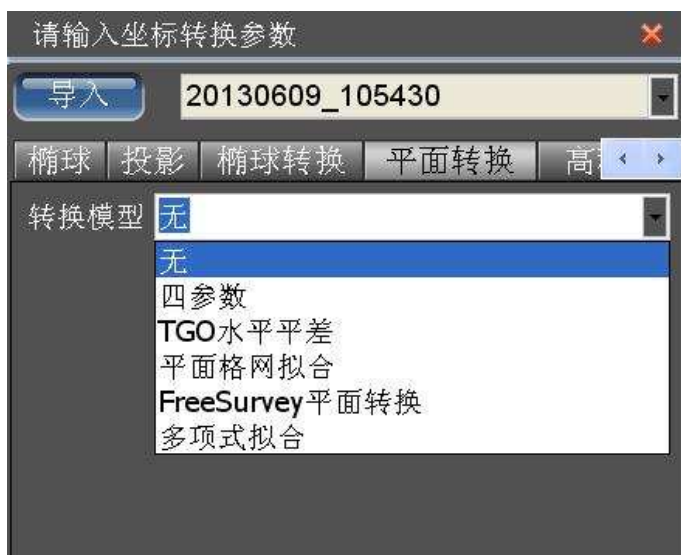 请输入坐标转换参数
导入 20130609_105430
椭球 投影 椭球转换 平面转换 高
转换模型 无
无
四参数
TGO水平平差
平面格网拟合
FreeSurvey平面转换
多项式拟合